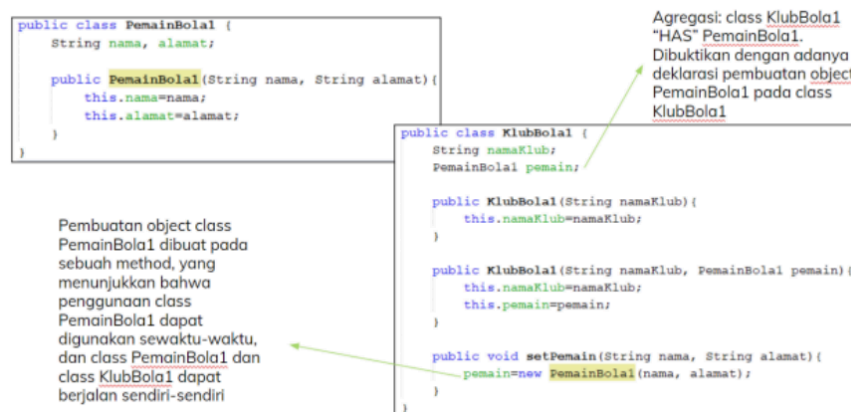 public class PemainBola1 {
String nama, alamat;
public PemainBola1(String nama, String alamat){
this.nama=nama;
this.alamat=alamat;
}
}
Agregasi: class KlubBola1
"HAS" PemainBola1.
Dibuktikan dengan adanya
deklarasi pembuatan object
PemainBola1 pada class
KlubBola1
public class KlubBola1 {
String namaKlub;
PemainBola1 pemain;
public KlubBola1(String namaKlub){
this.namaKlub=namaKlub;
}
public KlubBola1(String namaKlub, PemainBola1 pemain){
this.namaKlub=namaKlub;
this.pemain=pemain;
}
public void setPemain(String nama, String alamat){
pemain=new PemainBola1(nama, alamat);
}
}
Pembuatan object class
PemainBola1 dibuat pada
sebuah method, yang
menunjukkan bahwa
penggunaan class
PemainBola1 dapat
digunakan sewaktu-waktu,
dan class PemainBola1 dan
class KlubBola1 dapat
berjalan sendiri-sendiri